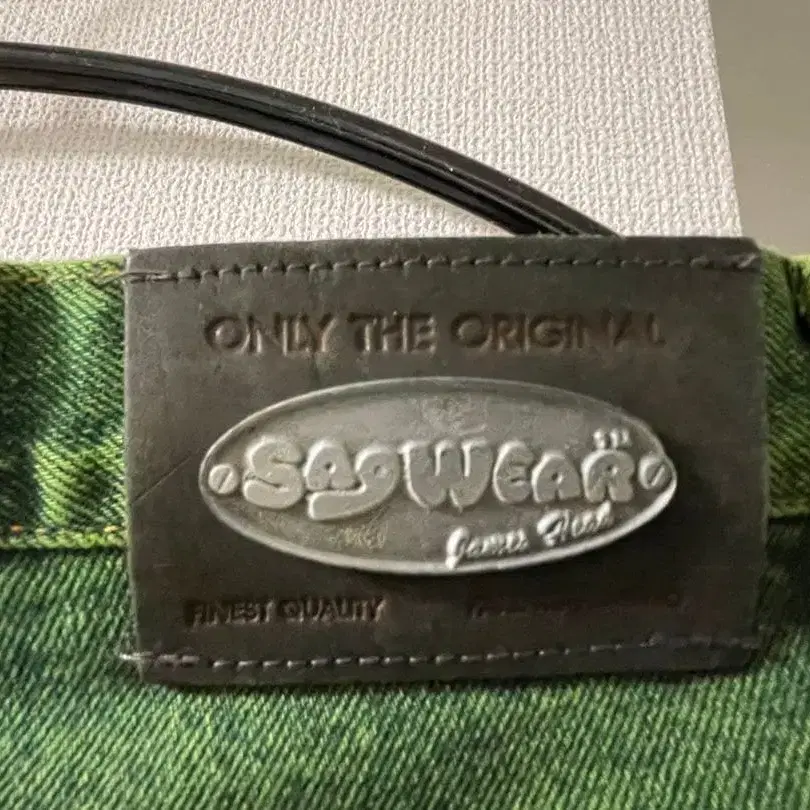 ONLY THE ORIGINAL
SAGWEAR
James Head
FINEST QUALITY